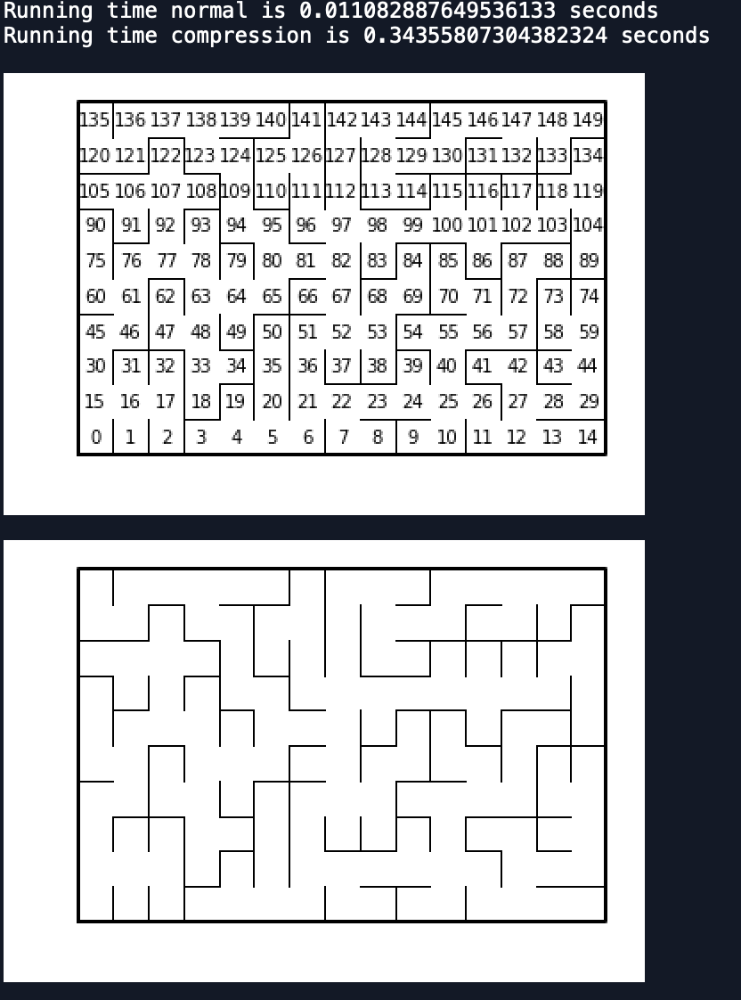 Running time normal is 0.011082887649536133 seconds
Running time compression is 0.34355807304382324 seconds
135 136 137 138 139 140 141 142 143 144 145 146 147 148 149
120 121 122 123 124 125 126 127 128 129 130 131 132 133 134
105 106 107 108 109 110 111 112 113 114 115 116 117 118 119
90 91 92 93 94 95 96 97 98 99 100 101 102 103 104
75 76 77 78 79 80 81 82 83 84 85 86 87 88 89
60 61 62 63 64 65 66 67 68 69 70 71 72 73 74
45 46 47 48 49 50 51 52 53 54 55 56 57 58 59
30 31 32 33 34 35 36 37 38 39 40 41 42 43 44
15 16 17 18 19 20 21 22 23 24 25 26 27 28 29
0 1 2 3 4 5 6 7 8 9 10 11 12 13 14